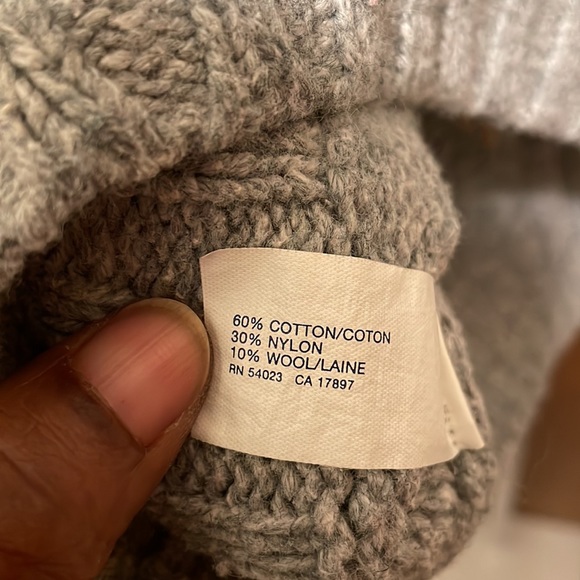 60% COTTON/COTON
30% NYLON
10% WOOL/LAINE
RN 54023 CA 17897